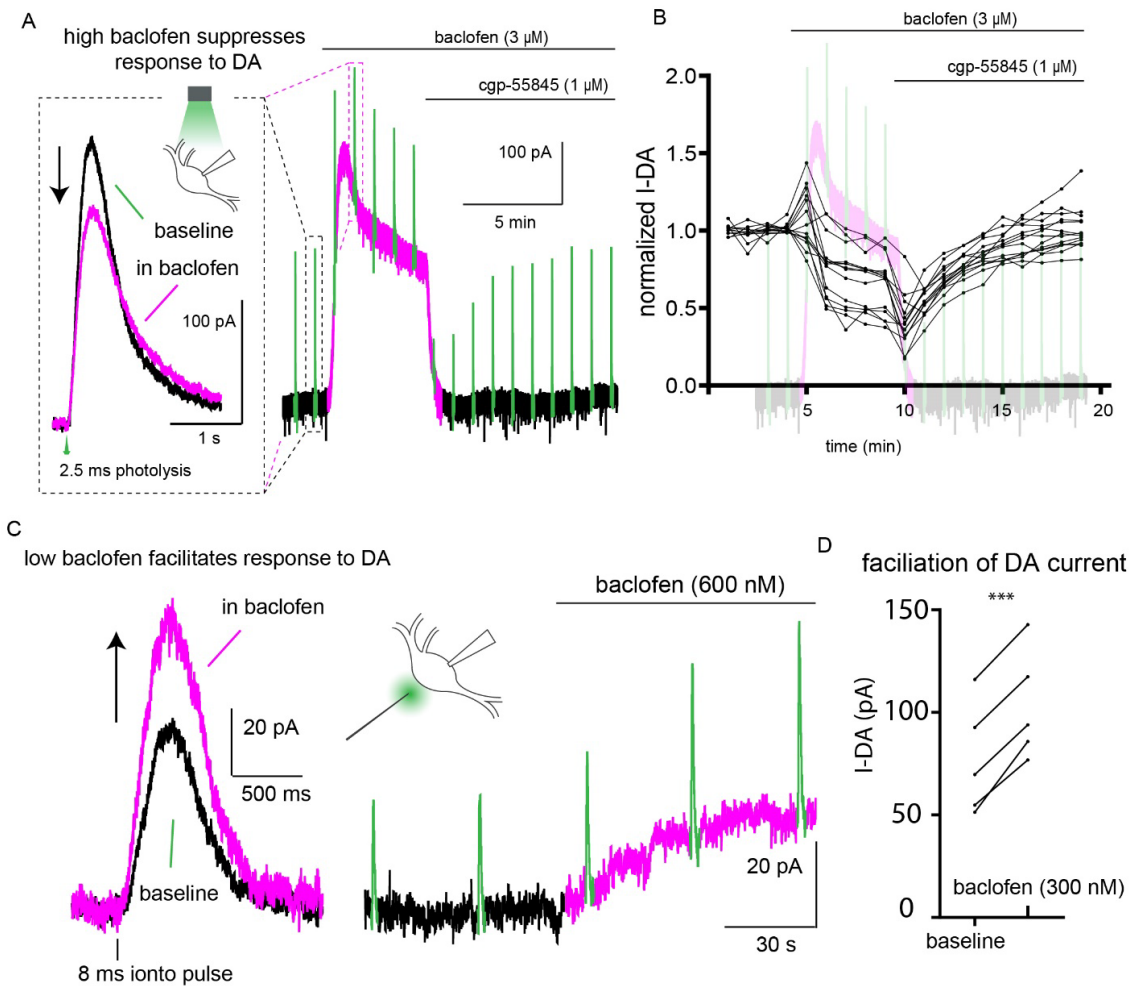 A
high baclofen suppresses
response to DA
baseline
in baclofen
100 pA
1 s
2.5 ms photolysis
baclofen (3 µM)
cgp-55845 (1 µM)
100 pA
5 min
B
baclofen (3 µM)
cgp-55845 (1 µM)
normalized I-DA
2.0
1.5
1.0
0.5
0.0
5
10
15
20
time (min)
C
low baclofen facilitates response to DA
in baclofen
20 pA
500 ms
baseline
8 ms ionto pulse
baclofen (600 nM)
20 pA
30 s
D
faciliation of DA current
***
I-DA (pA)
150
100
50
0
baclofen (300 nM)
baseline